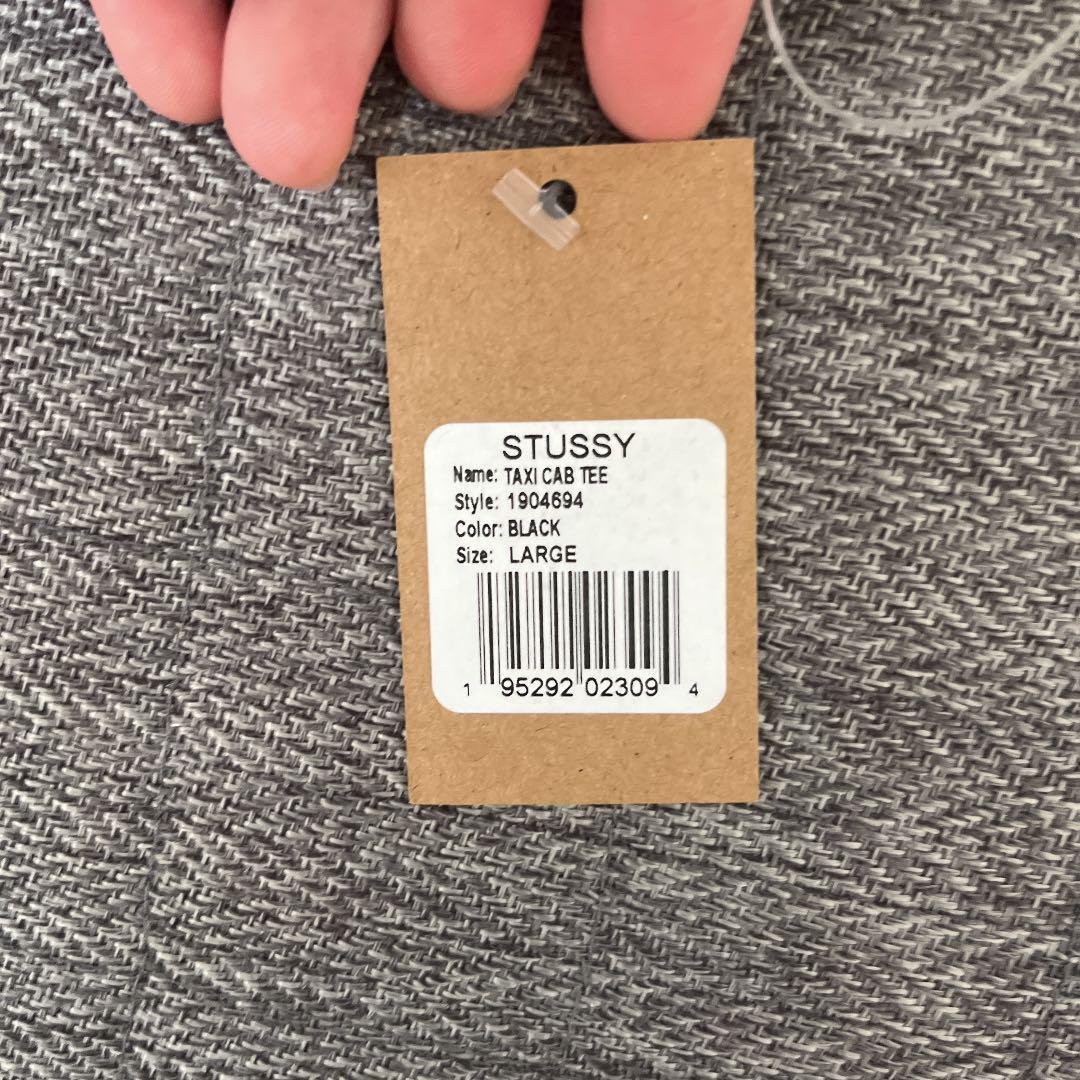 STUSSY
Name: TAXI CAB TEE
Style: 1904694
Color: BLACK
Size: LARGE
1 95292 02309 4